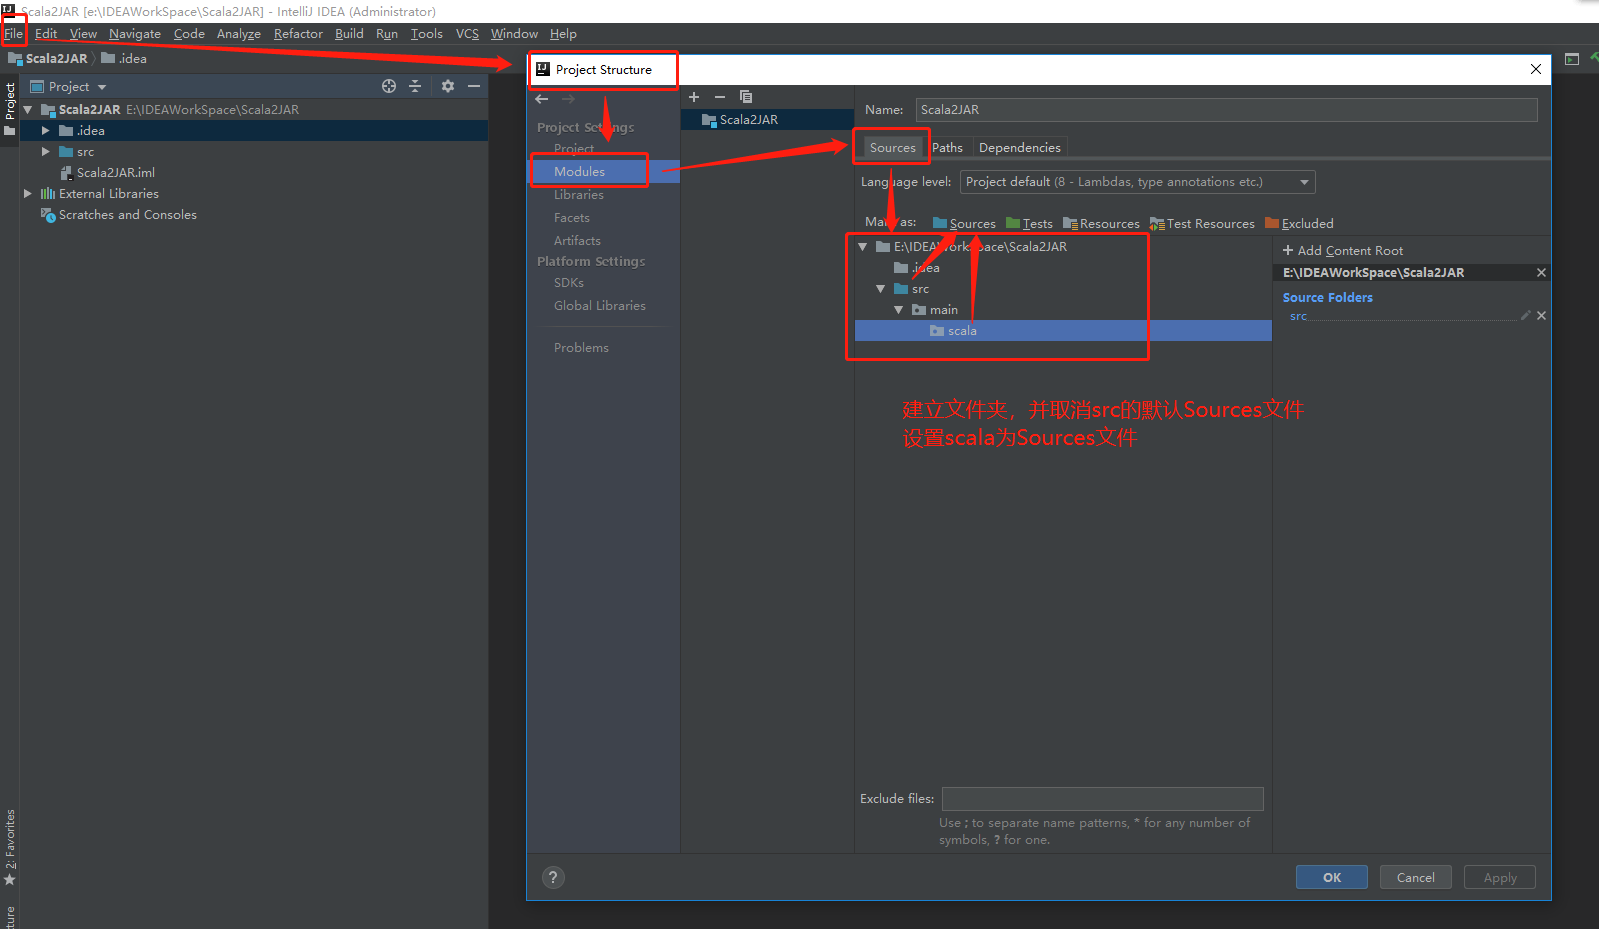 Scala2JAR [e:\IDEAWorkSpace\Scala2JAR] - IntelliJ IDEA (Administrator)
File Edit View Navigate Code Analyze Refactor Build Run Tools VCS Window Help
Scala2JAR .idea
Project
Project
Scala2JAR E:\IDEAWorkSpace\Scala2JAR
.idea
src
Scala2JAR.iml
External Libraries
Scratches and Consoles
2: Favorites
Project Structure
Project Settings
Project
Modules
Libraries
Facets
Artifacts
Platform Settings
SDKs
Global Libraries
Problems
Scala2JAR
Name: Scala2JAR
Sources Paths Dependencies
Language level: Project default (8 - Lambdas, type annotations etc.)
as: Sources Tests Resources Test Resources Excluded
E:\IDEAWorkSpace\Scala2JAR
.idea
src
main
scala
+ Add Content Root
E:\IDEAWorkSpace\Scala2JAR
Source Folders
src
建立文件夹，并取消src的默认Sources文件
设置scala为Sources文件
Exclude files:
Use ; to separate name patterns, * for any number of
symbols, ? for one.
?
OK Cancel Apply